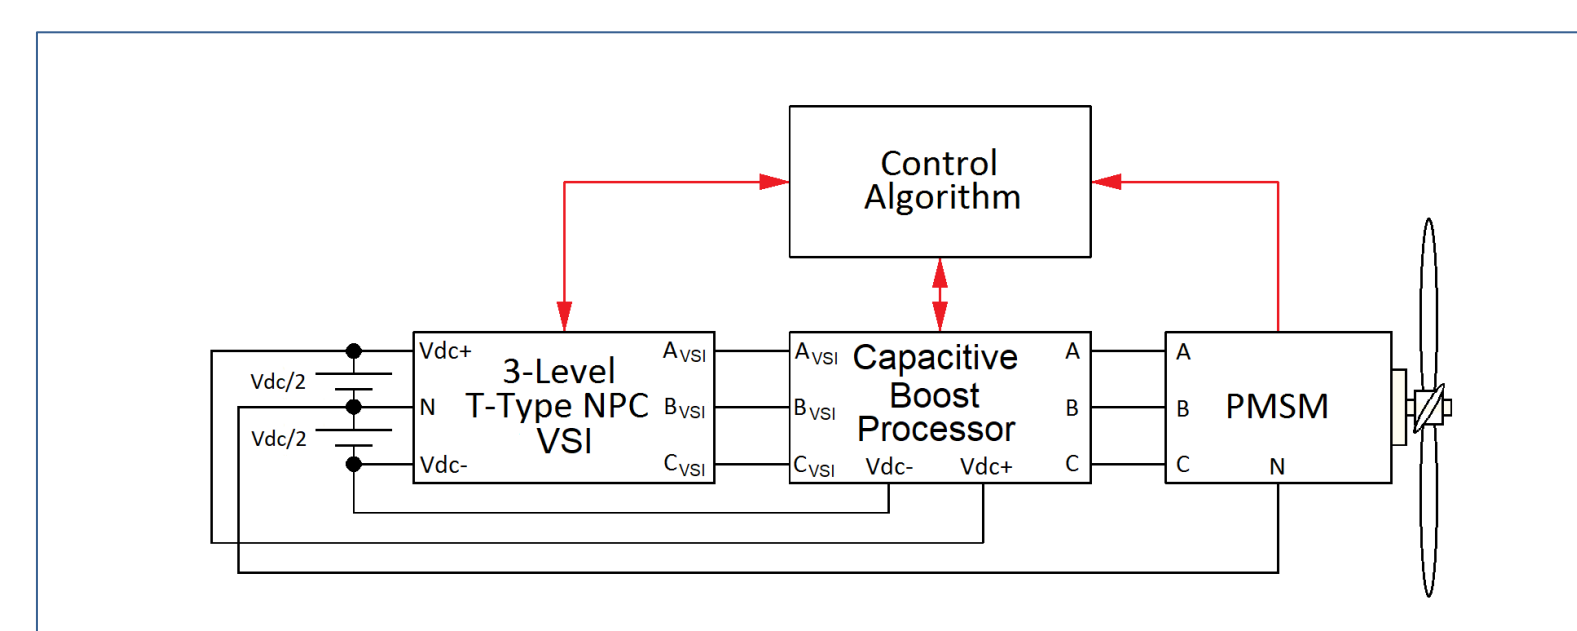 Control
Algorithm
Vdc+
3-Level
T-Type NPC
VSI
Vdc/2
N
Vdc/2
Vdc-
AVSI
BVSI
CVSI
AVSI
BVSI
CVSI
Capacitive
Boost
Processor
Vdc-
Vdc+
A
B
C
A
B
C
PMSM
N